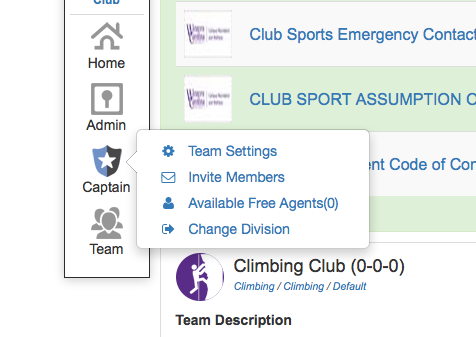 Club
Home
Admin
Captain
Team
Club Sports Emergency Contact
CLUB SPORT ASSUMPTION O
ent Code of Con
Team Settings
Invite Members
Available Free Agents(0)
Change Division
Climbing Club (0-0-0)
Climbing / Climbing / Default
Team Description